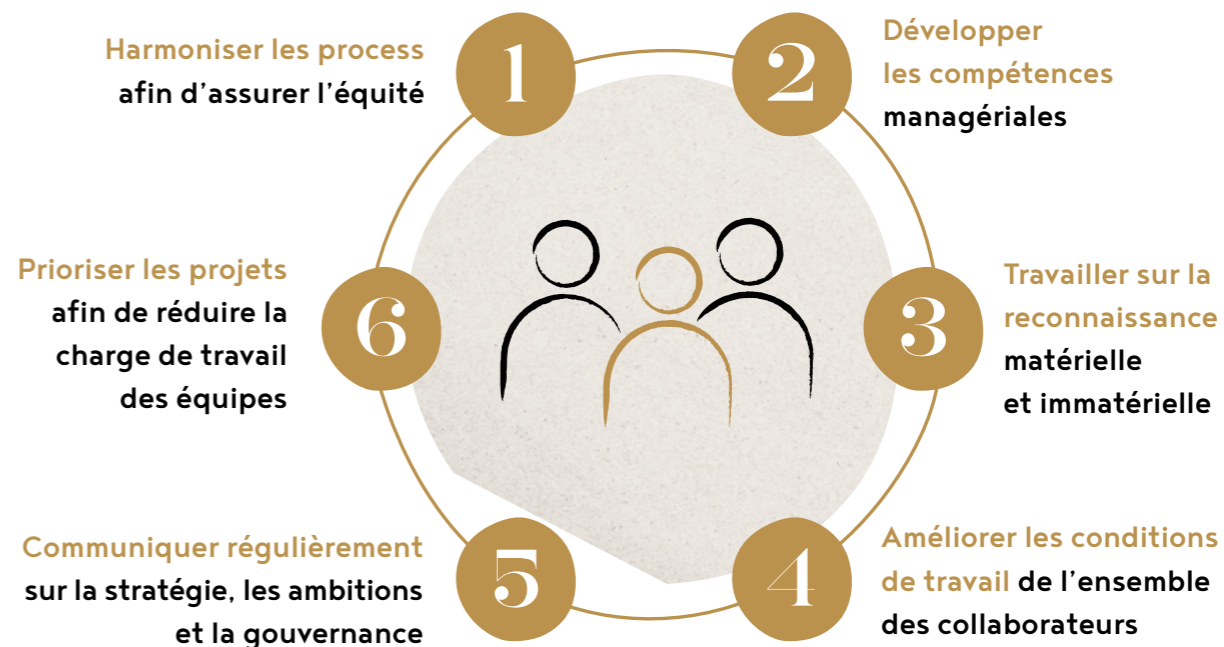 1
Harmoniser les process
afin d'assurer l'équité
2
Développer
les compétences
managériales
3
Travailler sur la
reconnaissance
matérielle
et immatérielle
4
Améliorer les conditions
de travail de l'ensemble
des collaborateurs
5
Communiquer régulièrement
sur la stratégie, les ambitions
et la gouvernance
6
Prioriser les projets
afin de réduire la
charge de travail
des équipes